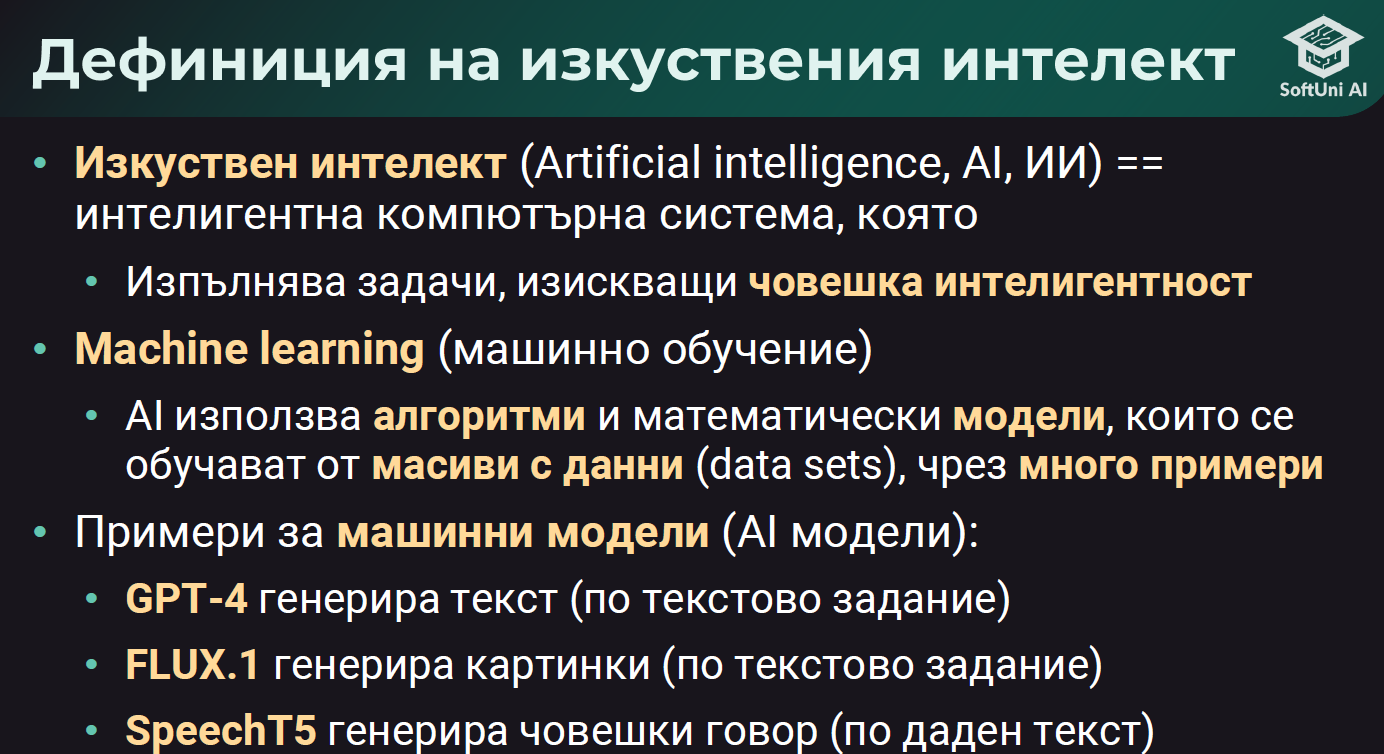 Дефиниция на изкуствения интелект
SoftUni AI
• Изкуствен интелект (Artificial intelligence, AI, ИИ) ==
интелигентна компютърна система, която
• Изпълнява задачи, изискващи човешка интелигентност
• Machine learning (машинно обучение)
• AI използва алгоритми и математически модели, които се
обучават от масиви с данни (data sets), чрез много примери
• Примери за машинни модели (AI модели):
• GPT-4 генерира текст (по текстово задание)
• FLUX.1 генерира картинки (по текстово задание)
• SpeechT5 генерира човешки говор (по даден текст)